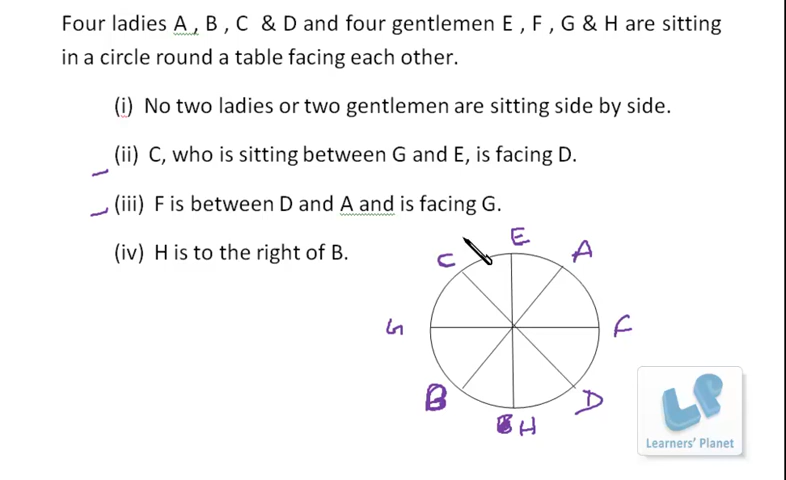 Four ladies A , B , C & D and four gentlemen E , F , G & H are sitting
in a circle round a table facing each other.
(i) No two ladies or two gentlemen are sitting side by side.
(ii) C, who is sitting between G and E, is facing D.
(iii) F is between D and A and is facing G.
(iv) H is to the right of B.
E
C
A
G
F
B
D
H
LP
Learners' Planet